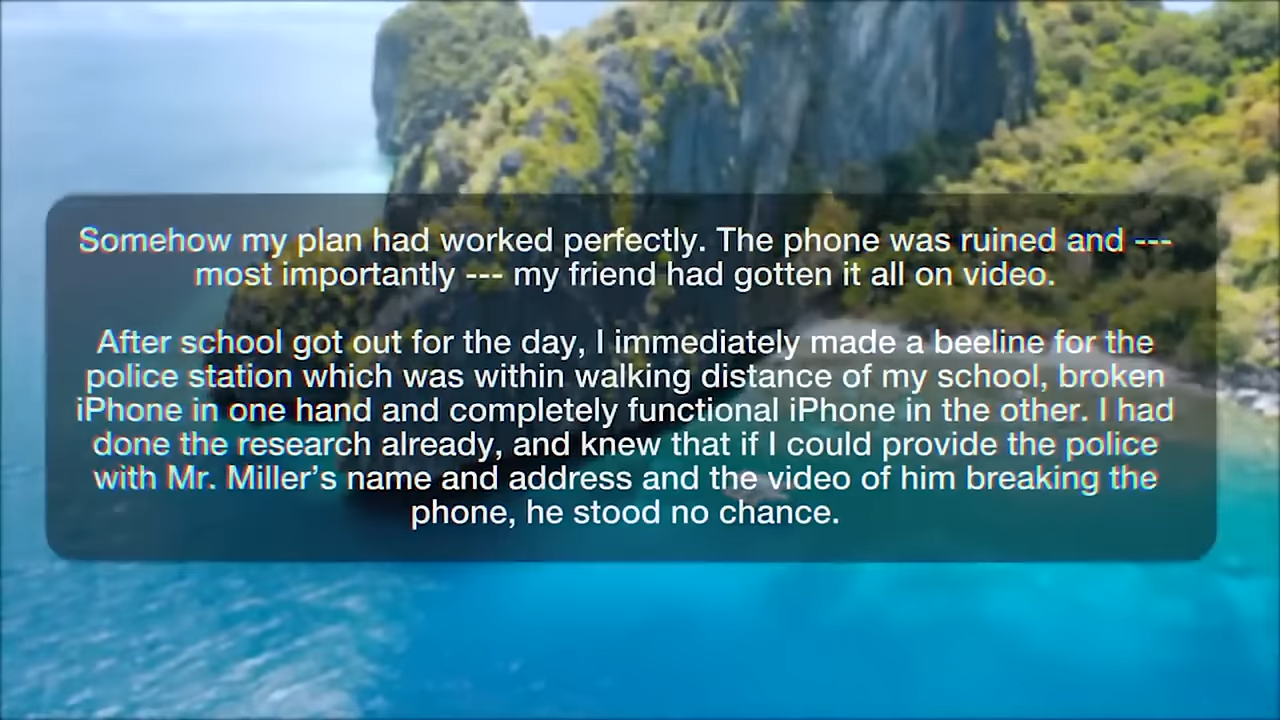 Somehow my plan had worked perfectly. The phone was ruined and ---
most importantly --- my friend had gotten it all on video.
After school got out for the day, I immediately made a beeline for the
police station which was within walking distance of my school, broken
iPhone in one hand and completely functional iPhone in the other. I had
done the research already, and knew that if I could provide the police
with Mr. Miller’s name and address and the video of him breaking the
phone, he stood no chance.